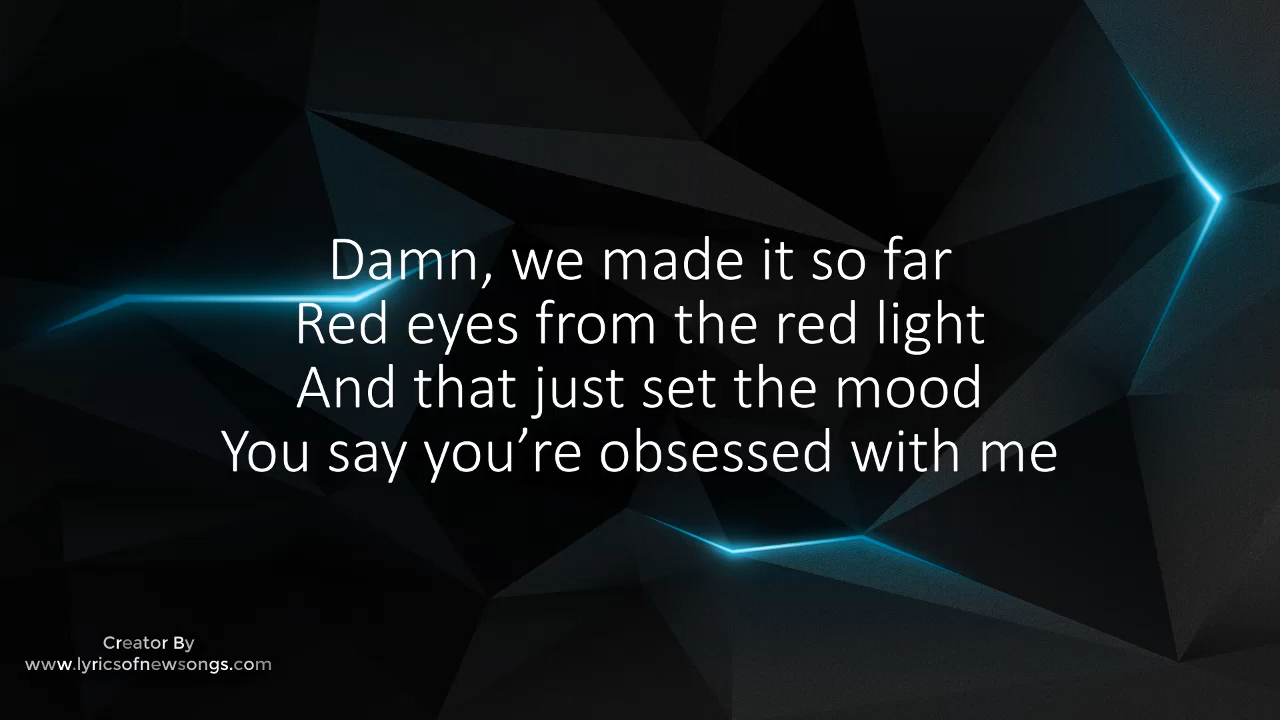 Damn, we made it so far
Red eyes from the red light
And that just set the mood
You say you’re obsessed with me
Creator By
www.lyricsofnewsongs.com